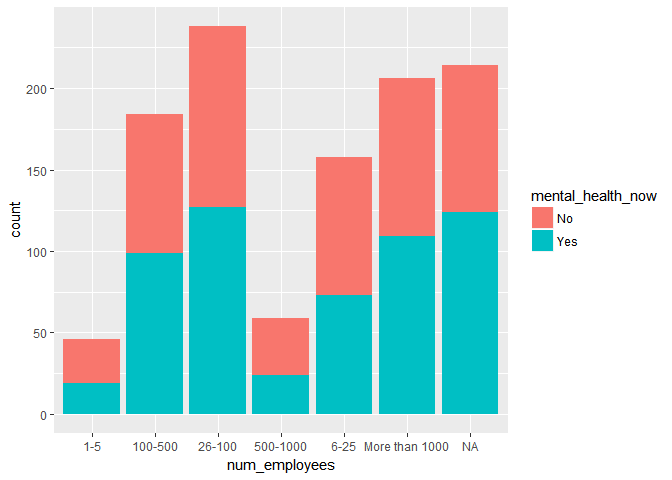 200
150
100
50
0
count
1-5 100-500 26-100 500-1000 6-25 More than 1000 NA
num_employees
mental_health_now
No
Yes